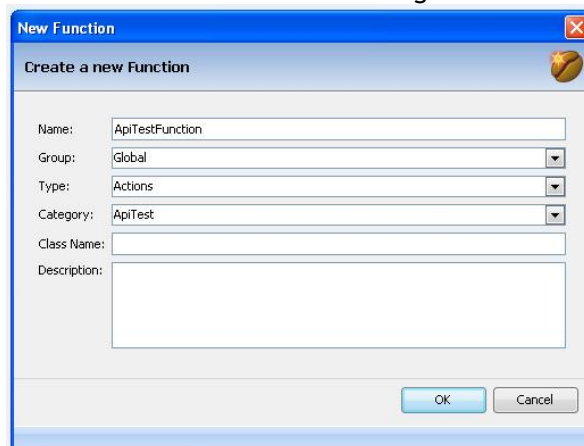 New Function
Create a new Function
Name: ApiTestFunction
Group: Global
Type: Actions
Category: ApiTest
Class Name:
Description:
OK Cancel